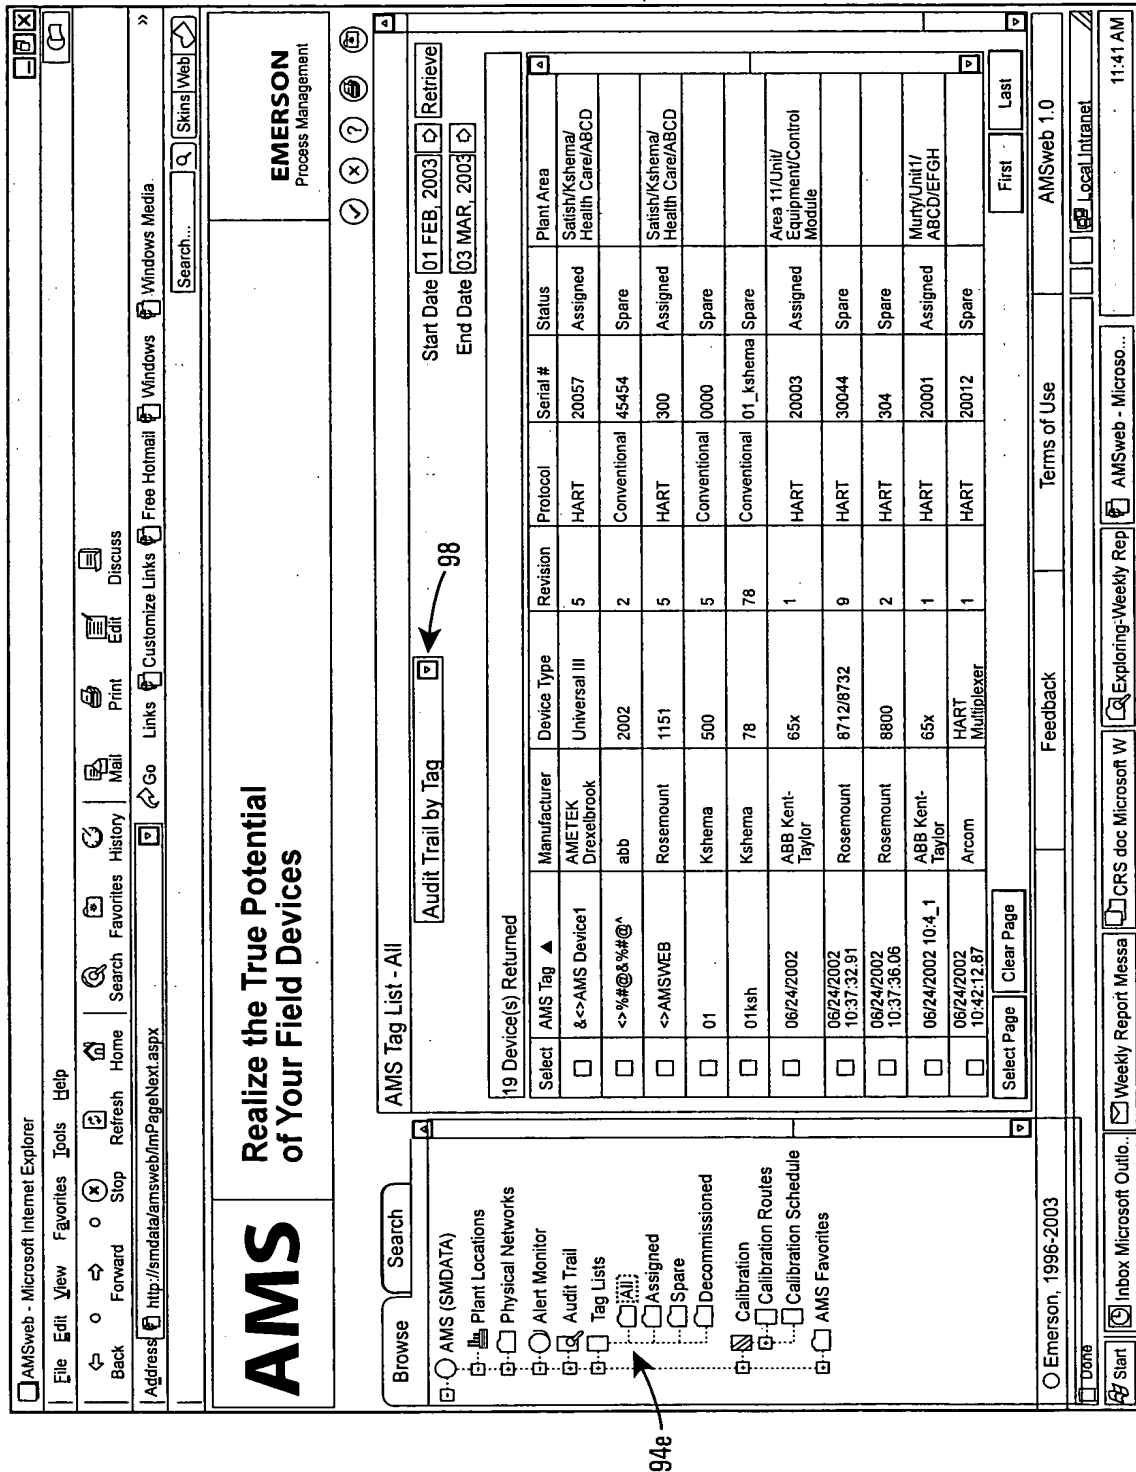 AMSweb - Microsoft Internet Explorer
File Edit View Favorites Tools Help
Back Forward Stop Refresh Home Search Favorites History Mail Print Edit Discuss
Address http://smdata/amsweb/ImPageNext.aspx Go Links Customize Links Free Hotmail Windows Windows Media »
Search... Skins Web
AMS
Realize the True Potential
of Your Field Devices
EMERSON
Process Management
Browse Search
AMS (SMDATA)
Plant Locations
Physical Networks
Alert Monitor
Audit Trail
Tag Lists
All
Assigned
Spare
Decommissioned
Calibration
Calibration Routes
Calibration Schedule
AMS Favorites
94e
AMS Tag List - All
Audit Trail by Tag
98
Start Date 01 FEB, 2003 Retrieve
End Date 03 MAR, 2003
19 Device(s) Returned
Select AMS Tag ▲ Manufacturer Device Type Revision Protocol Serial # Status Plant Area
&<>AMS Device1 AMETEK Drexelbrook Universal III 5 HART 20057 Assigned Satish/Kshema/ Health Care/ABCD
<>%#@&%#@^ abb 2002 2 Conventional 45454 Spare
<>AMSWEB Rosemount 1151 5 HART 300 Assigned Satish/Kshema/ Health Care/ABCD
01 Kshema 500 5 Conventional 0000 Spare
01ksh Kshema 78 78 Conventional 01_kshema Spare
06/24/2002 ABB Kent-Taylor 65x 1 HART 20003 Assigned Area 11/Unit/ Equipment/Control Module
06/24/2002 10:37:32.91 Rosemount 8712/8732 9 HART 30044 Spare
06/24/2002 10:37:36.06 Rosemount 8800 2 HART 304 Spare
06/24/2002 10:4_1 ABB Kent-Taylor 65x 1 HART 20001 Assigned Murty/Unit1/ ABCD/EFGH
06/24/2002 10:42:12.87 Arcom HART Multiplexer 1 HART 20012 Spare
Select Page Clear Page First Last
Emerson, 1996-2003 Feedback Terms of Use AMSweb 1.0
Done Local Intranet
Start Inbox Microsoft Outlo.. Weekly Report Messa CRS doc Microsoft W Exploring-Weekly Rep AMSweb - Microso... 11:41 AM